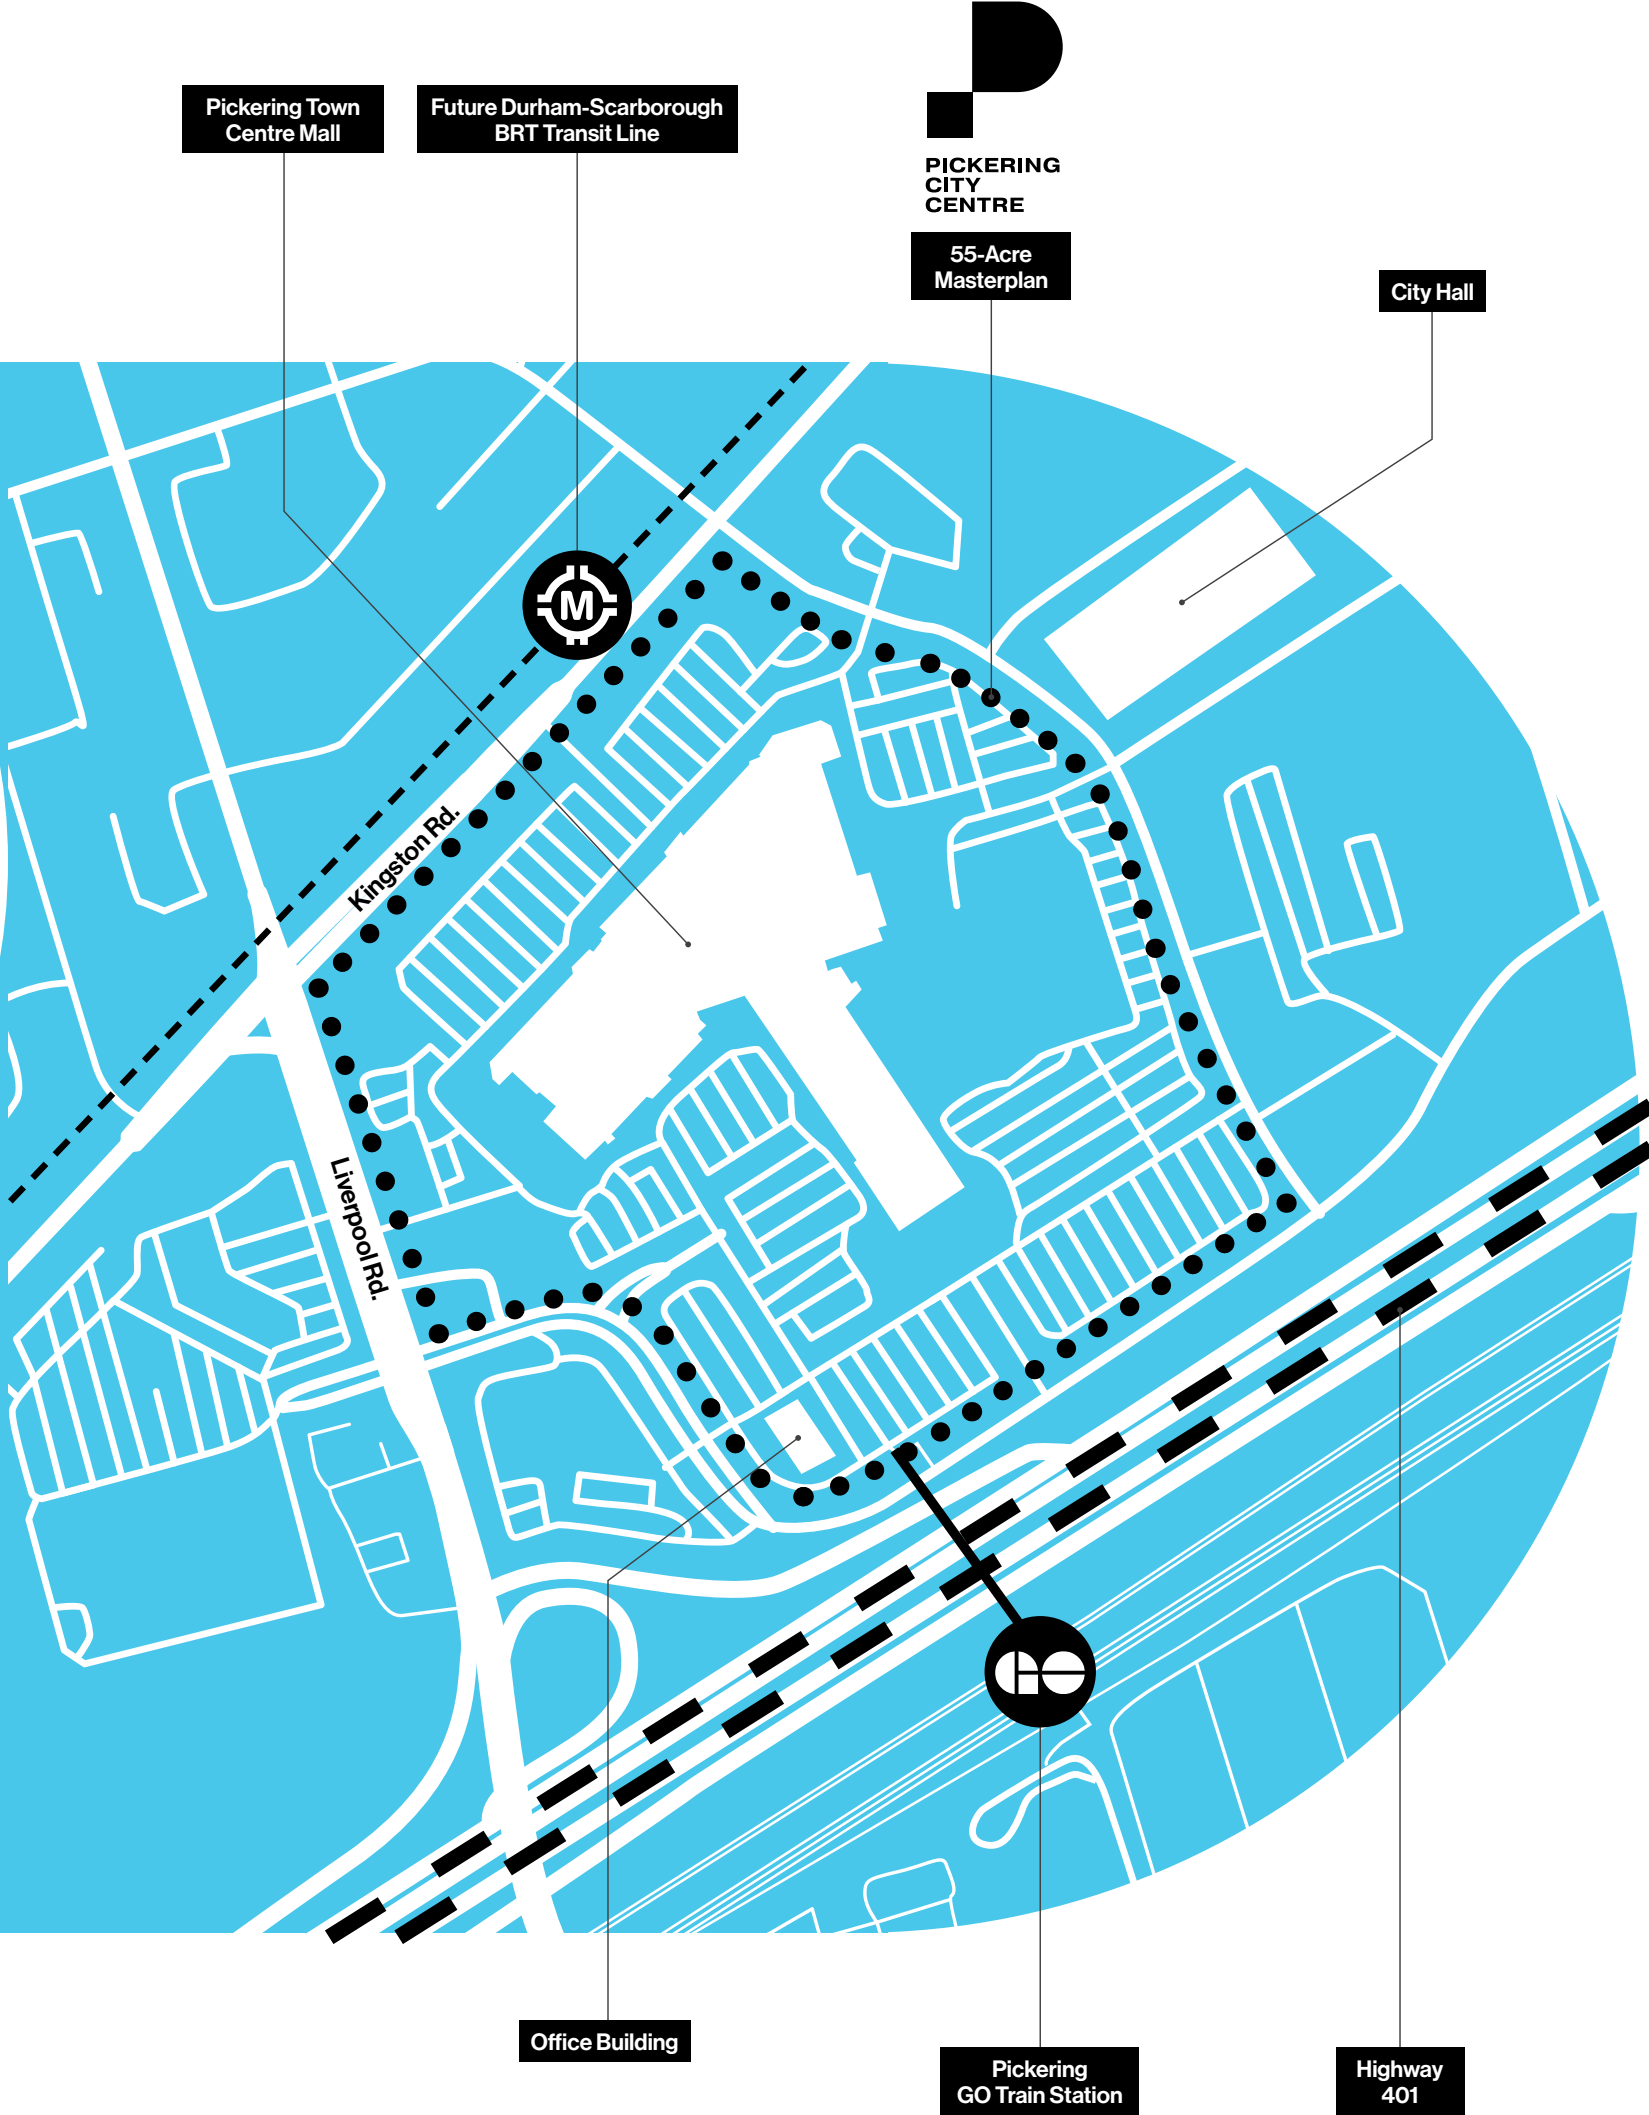 Pickering Town
Centre Mall
Future Durham-Scarborough
BRT Transit Line
PICKERING
CITY
CENTRE
55-Acre
Masterplan
City Hall
M
Kingston Rd.
Liverpool Rd.
GO
Office Building
Pickering
GO Train Station
Highway
401